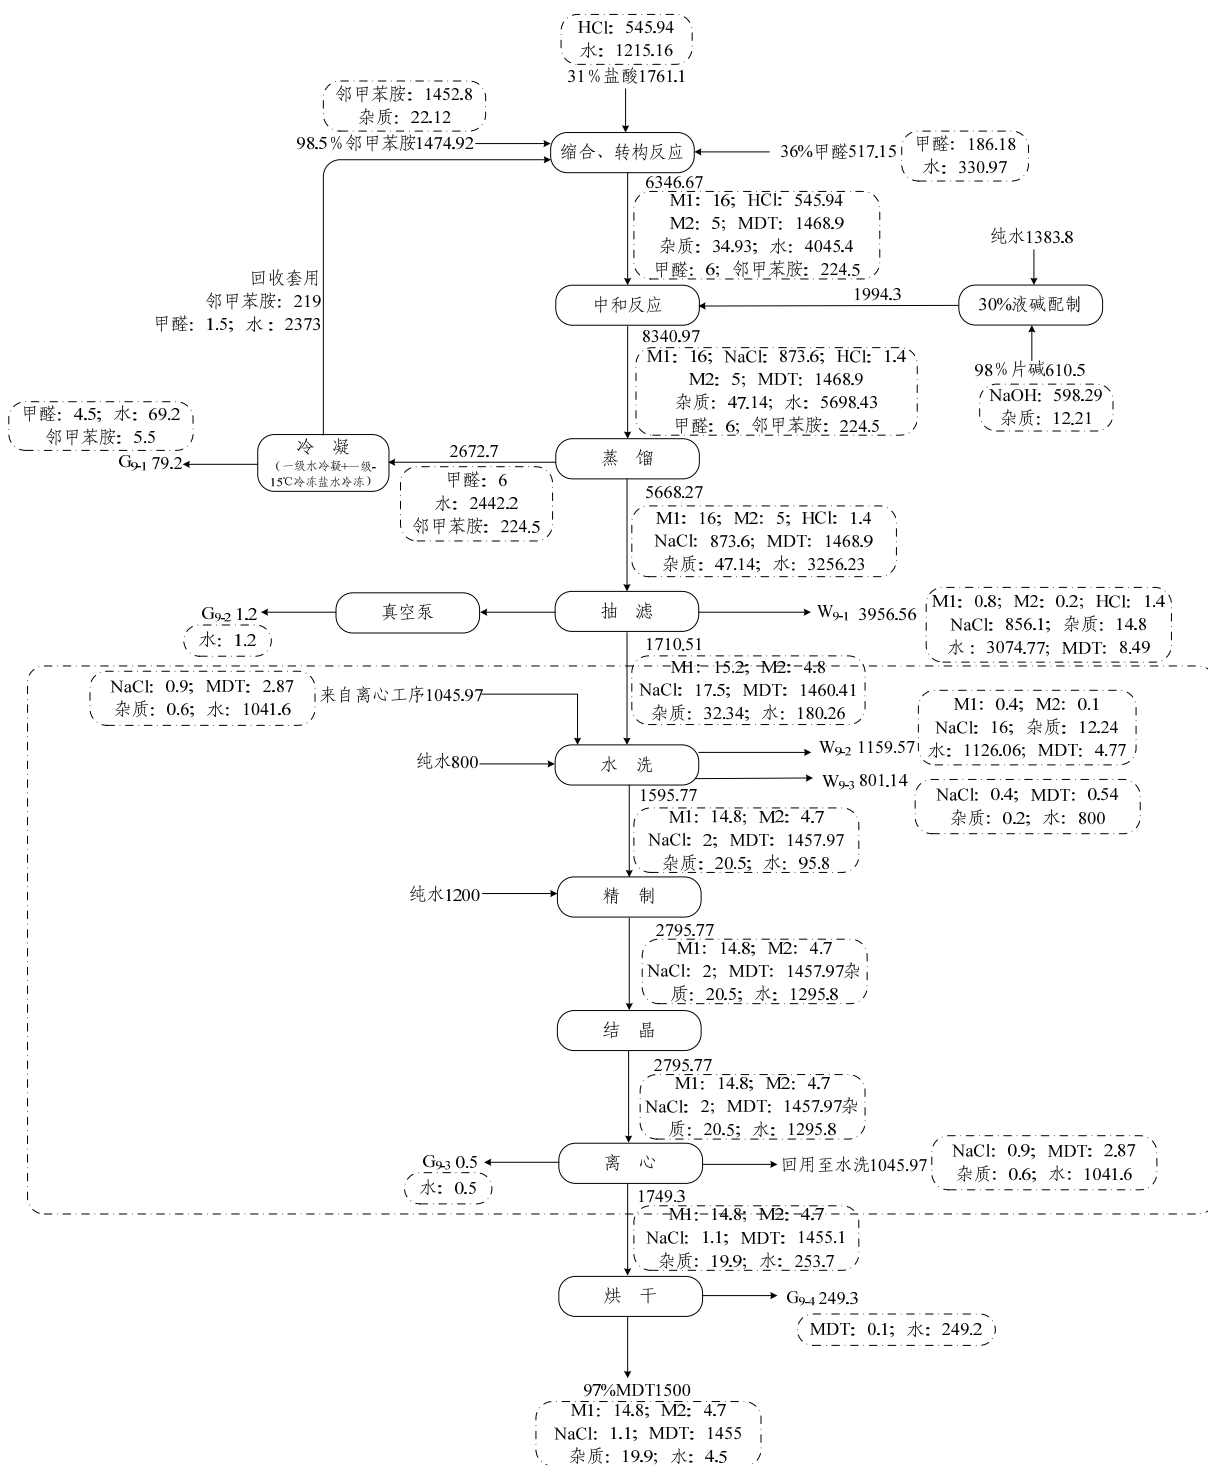 HCl：545.94
水：1215.16
31%盐酸1761.1
邻甲苯胺：1452.8
杂质：22.12
98.5%邻甲苯胺1474.92
缩合、转构反应
36%甲醛517.15
甲醛：186.18
水：330.97
6346.67
M1：16；HCl：545.94
M2：5；MDT：1468.9
杂质：34.93；水：4045.4
甲醛：6；邻甲苯胺：224.5
纯水1383.8
回收套用
邻甲苯胺：219
甲醛：1.5；水：2373
中和反应
1994.3
30%液碱配制
8340.97
M1：16；NaCl：873.6；HCl：1.4
M2：5；MDT：1468.9
杂质：47.14；水：5698.43
甲醛：6；邻甲苯胺：224.5
98%片碱610.5
NaOH：598.29
杂质：12.21
甲醛：4.5；水：69.2
邻甲苯胺：5.5
G9-1 79.2
冷 凝
（一级水冷凝+一级-
15℃冷冻盐水冷冻）
2672.7
甲醛：6
水：2442.2
邻甲苯胺：224.5
蒸 馏
5668.27
M1：16；M2：5；HCl：1.4
NaCl：873.6；MDT：1468.9
杂质：47.14；水：3256.23
G9-2 1.2
水：1.2
真空泵
抽 滤
W9-1 3956.56
M1：0.8；M2：0.2；HCl：1.4
NaCl：856.1；杂质：14.8
水：3074.77；MDT：8.49
1710.51
M1：15.2；M2：4.8
NaCl：17.5；MDT：1460.41
杂质：32.34；水：180.26
NaCl：0.9；MDT：2.87
杂质：0.6；水：1041.6
来自离心工序1045.97
纯水800
水 洗
W9-2 1159.57
M1：0.4；M2：0.1
NaCl：16；杂质：12.24
水：1126.06；MDT：4.77
W9-3 801.14
NaCl：0.4；MDT：0.54
杂质：0.2；水：800
1595.77
M1：14.8；M2：4.7
NaCl：2；MDT：1457.97
杂质：20.5；水：95.8
纯水1200
精 制
2795.77
M1：14.8；M2：4.7
NaCl：2；MDT：1457.97杂
质：20.5；水：1295.8
结 晶
2795.77
M1：14.8；M2：4.7
NaCl：2；MDT：1457.97杂
质：20.5；水：1295.8
G9-3 0.5
水：0.5
离 心
回用至水洗1045.97
NaCl：0.9；MDT：2.87
杂质：0.6；水：1041.6
1749.3
M1：14.8；M2：4.7
NaCl：1.1；MDT：1455.1
杂质：19.9；水：253.7
烘 干
G9-4 249.3
MDT：0.1；水：249.2
97%MDT1500
M1：14.8；M2：4.7
NaCl：1.1；MDT：1455
杂质：19.9；水：4.5